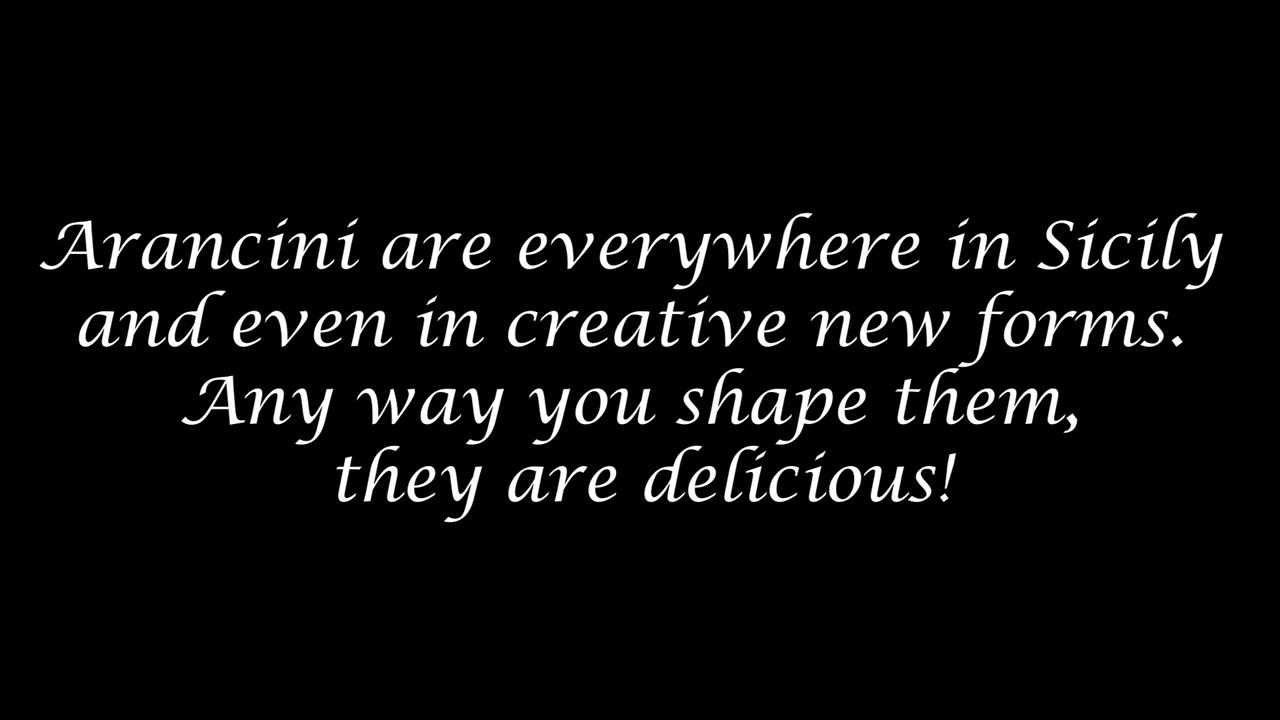 Arancini are everywhere in Sicily
and even in creative new forms.
Any way you shape them,
they are delicious!